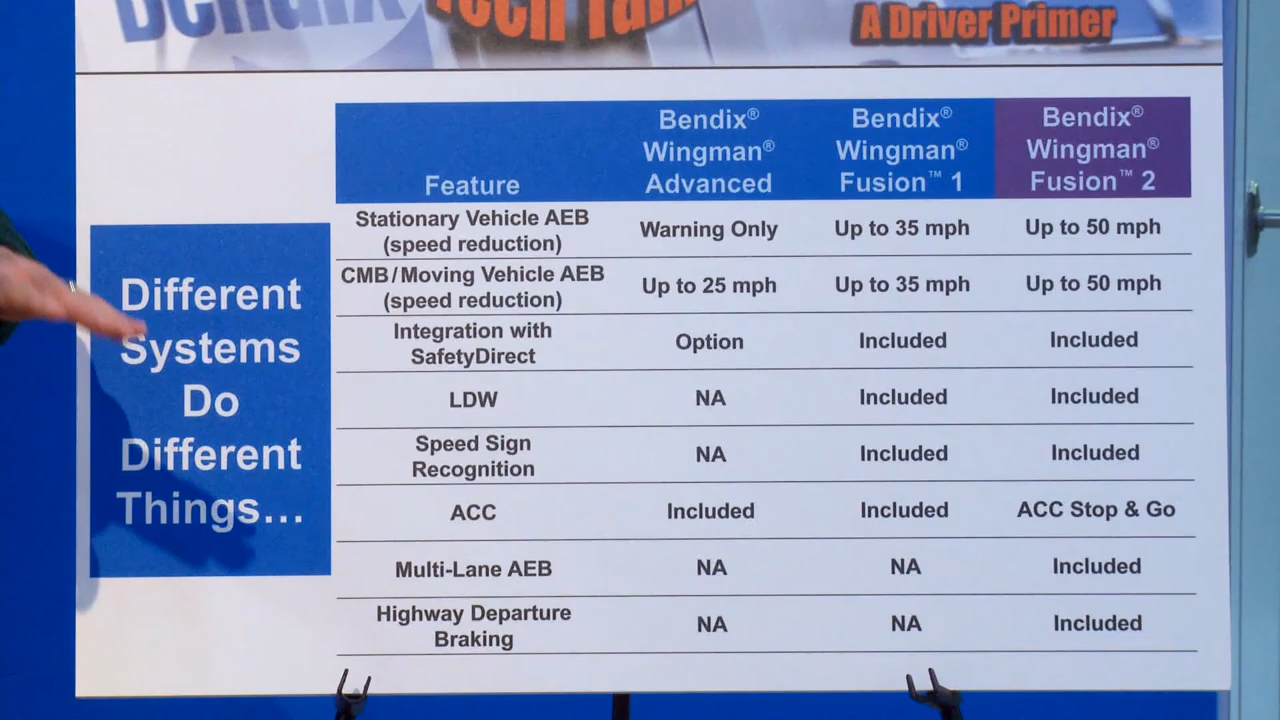 Bendix
Tech Talk
A Driver Primer
Different
Systems
Do
Different
Things...
Feature
Bendix®
Wingman®
Advanced
Bendix®
Wingman®
Fusion™ 1
Bendix®
Wingman®
Fusion™ 2
Stationary Vehicle AEB
(speed reduction)
Warning Only
Up to 35 mph
Up to 50 mph
CMB/Moving Vehicle AEB
(speed reduction)
Up to 25 mph
Up to 35 mph
Up to 50 mph
Integration with
SafetyDirect
Option
Included
Included
LDW
NA
Included
Included
Speed Sign
Recognition
NA
Included
Included
ACC
Included
Included
ACC Stop & Go
Multi-Lane AEB
NA
NA
Included
Highway Departure
Braking
NA
NA
Included